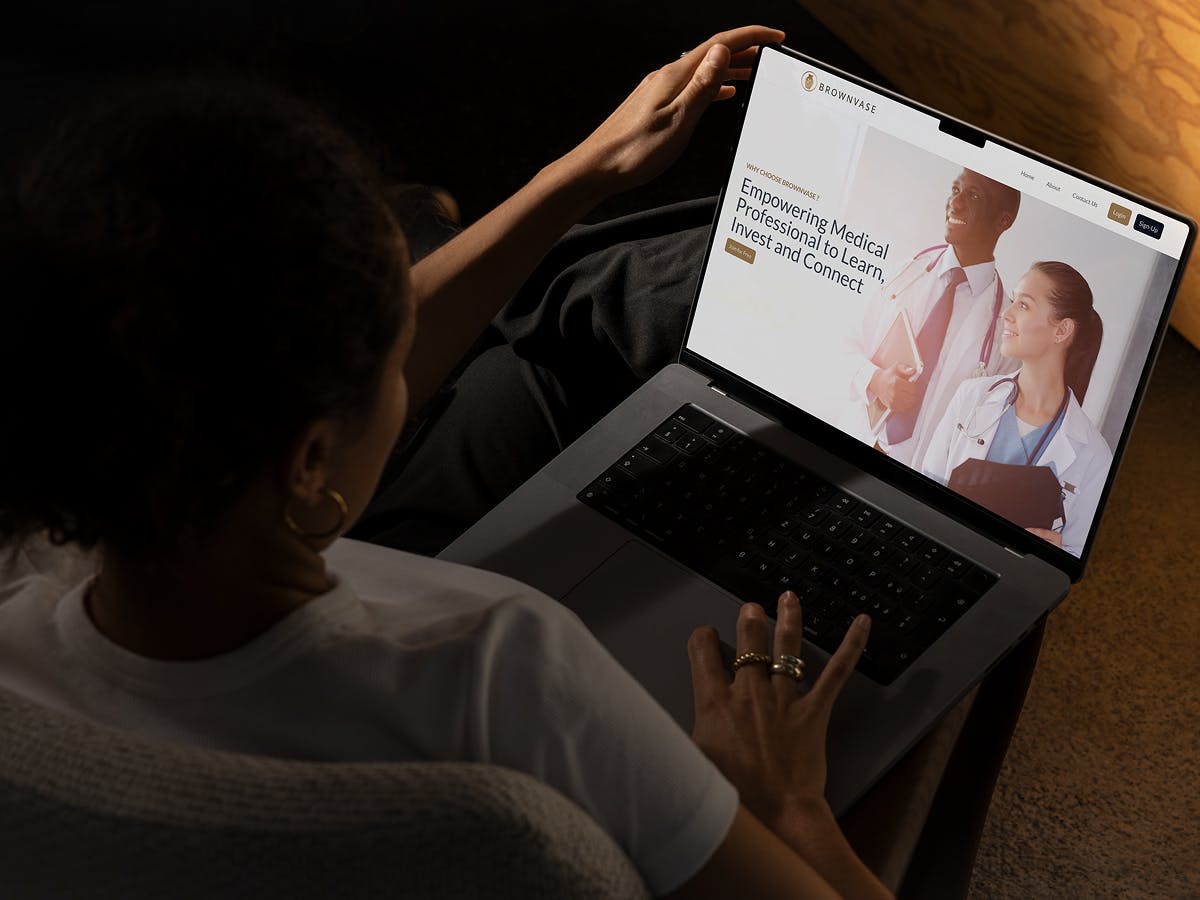 BROWNVASE
Home
About
Contact Us
Login
Sign Up
WHY CHOOSE BROWNVASE?
Empowering Medical
Professional to Learn,
Invest and Connect
Join for Free